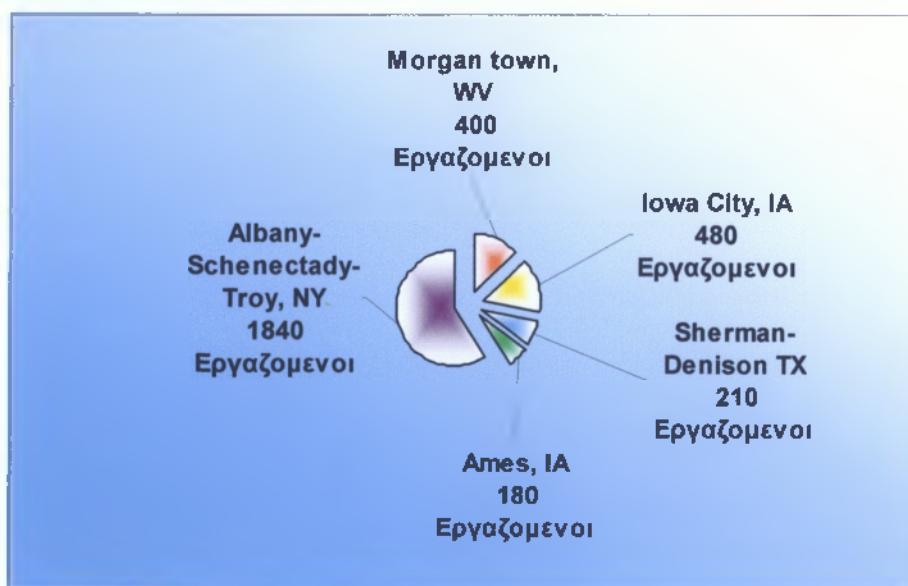 Morgan town,
WV
400
Εργαζομενοι
Iowa City, IA
480
Εργαζομενοι
Albany-
Schenectady-
Troy, NY
1840
Εργαζομενοι
Sherman-
Denison TX
210
Εργαζομενοι
Ames, IA
180
Εργαζομενοι